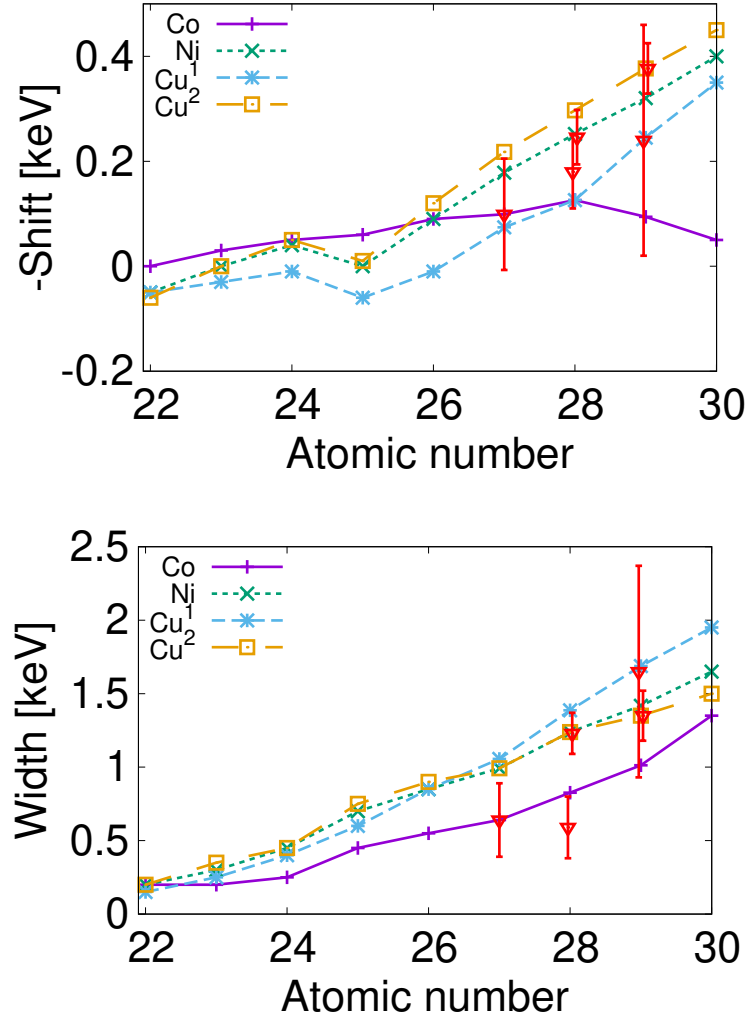 -Shift [keV]
0.4
0.2
0
-0.2
Co
Ni
Cu¹
Cu²
22 24 26 28 30
Atomic number
Width [keV]
2.5
2
1.5
1
0.5
0
Co
Ni
Cu¹
Cu²
22 24 26 28 30
Atomic number